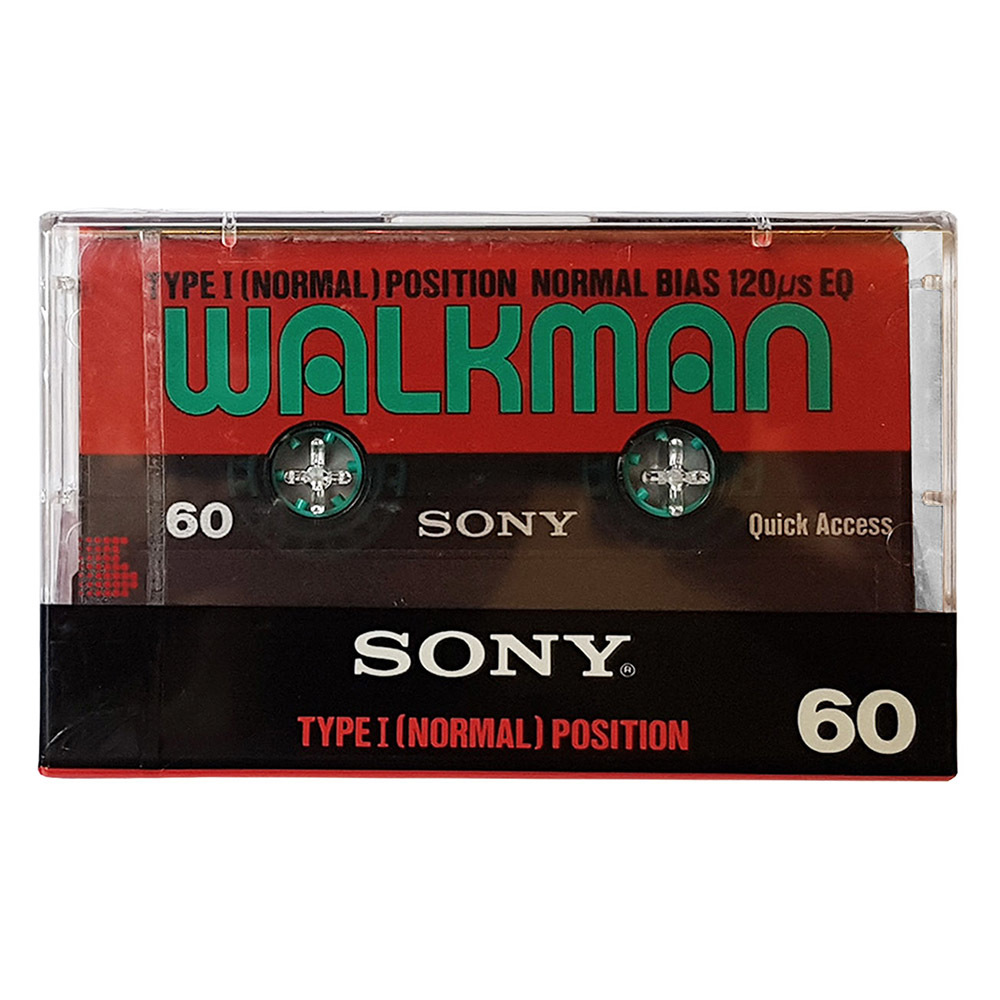 TYPE I (NORMAL) POSITION NORMAL BIAS 120µs EQ
WALKMAN
60 SONY Quick Access
SONY®
TYPE I (NORMAL) POSITION 60